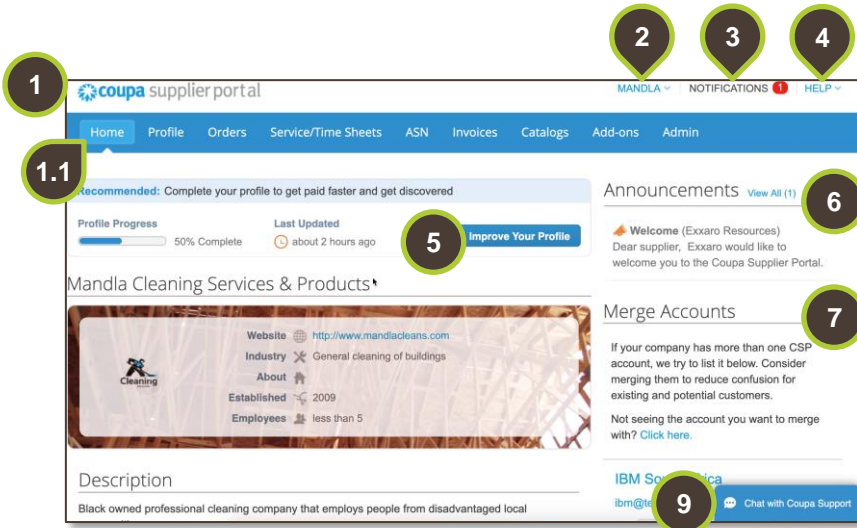 2
3
4
1
coupa supplier portal
MANDLA
NOTIFICATIONS 1
HELP
Home
Profile
Orders
Service/Time Sheets
ASN
Invoices
Catalogs
Add-ons
Admin
1.1
Recommended: Complete your profile to get paid faster and get discovered
Profile Progress
50% Complete
Last Updated
about 2 hours ago
5
Improve Your Profile
Announcements View All (1)
6
Welcome (Exxaro Resources)
Dear supplier, Exxaro would like to
welcome you to the Coupa Supplier Portal.
Mandla Cleaning Services & Products
Website http://www.mandlacleans.com
Industry General cleaning of buildings
About
Established 2009
Employees less than 5
Cleaning
Merge Accounts
7
If your company has more than one CSP
account, we try to list it below. Consider
merging them to reduce confusion for
existing and potential customers.
Not seeing the account you want to merge
with? Click here.
Description
Black owned professional cleaning company that employs people from disadvantaged local
IBM
9
Chat with Coupa Support